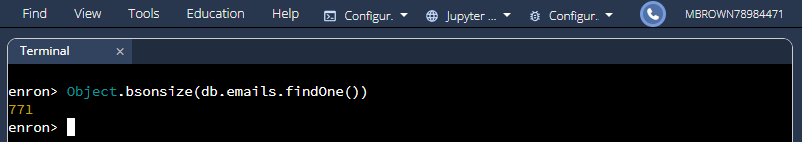 Find View Tools Education Help Configur. Jupyter ... Configur. MBROWN78984471
Terminal ×
enron> Object.bsonsize(db.emails.findOne())
771
enron>